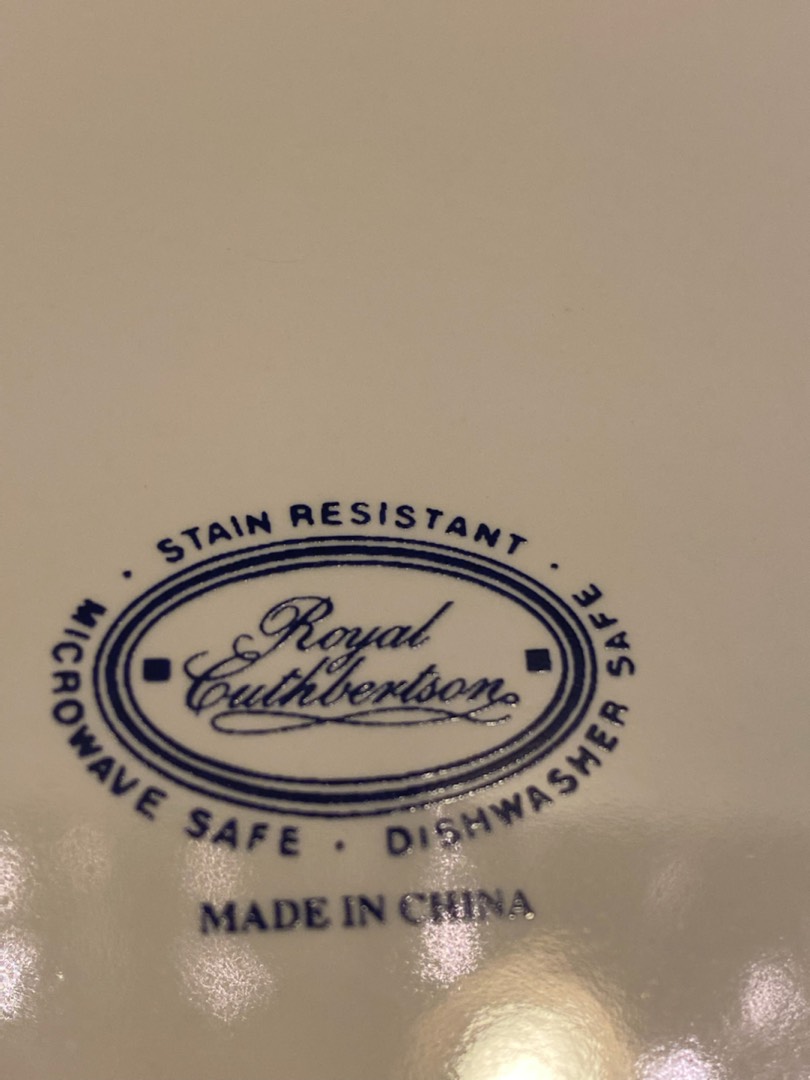 · STAIN RESISTANT ·
Royal
Cuthbertson
MICROWAVE SAFE · DISHWASHER SAFE
MADE IN CHINA